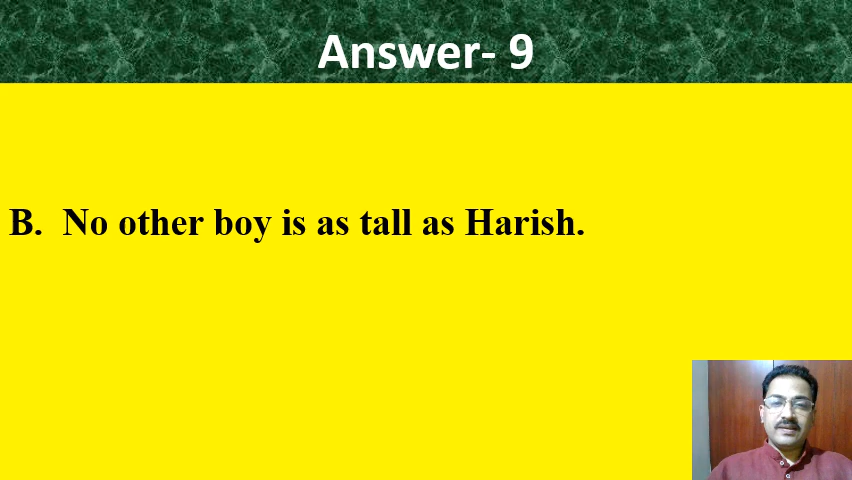 Answer- 9
B. No other boy is as tall as Harish.